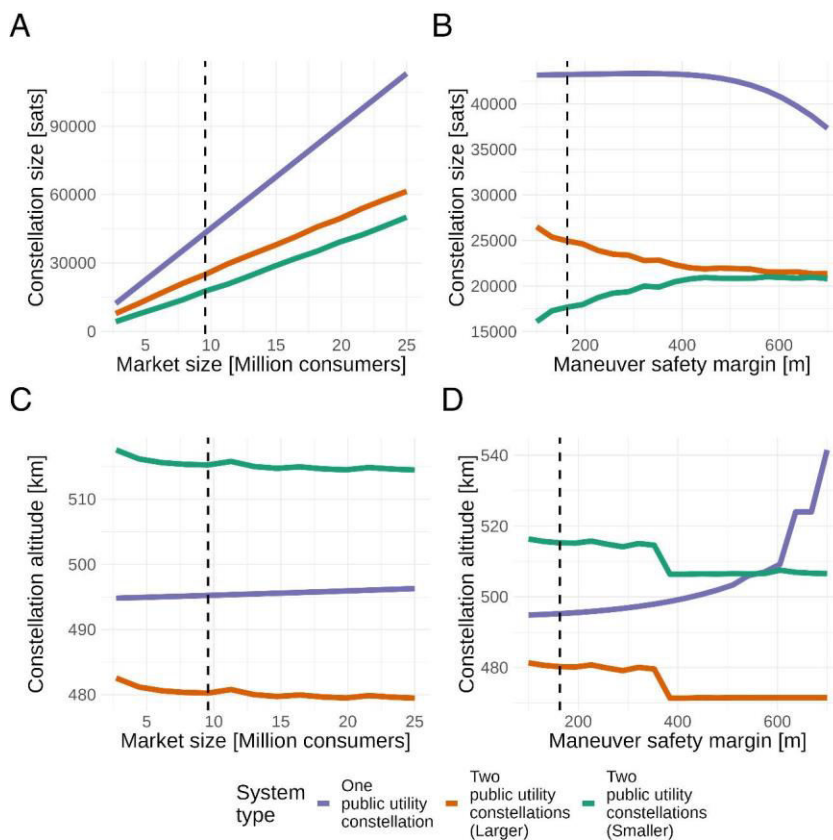 A
Constellation size [sats]
90000
60000
30000
0
5
10
15
20
25
Market size [Million consumers]
B
Constellation size [sats]
40000
37500
35000
30000
25000
20000
15000
200
400
600
Maneuver safety margin [m]
C
Constellation altitude [km]
510
500
490
480
5
10
15
20
25
Market size [Million consumers]
D
Constellation altitude [km]
540
520
500
480
200
400
600
Maneuver safety margin [m]
System
type
One
public utility
constellation
Two
public utility
constellations
(Larger)
Two
public utility
constellations
(Smaller)